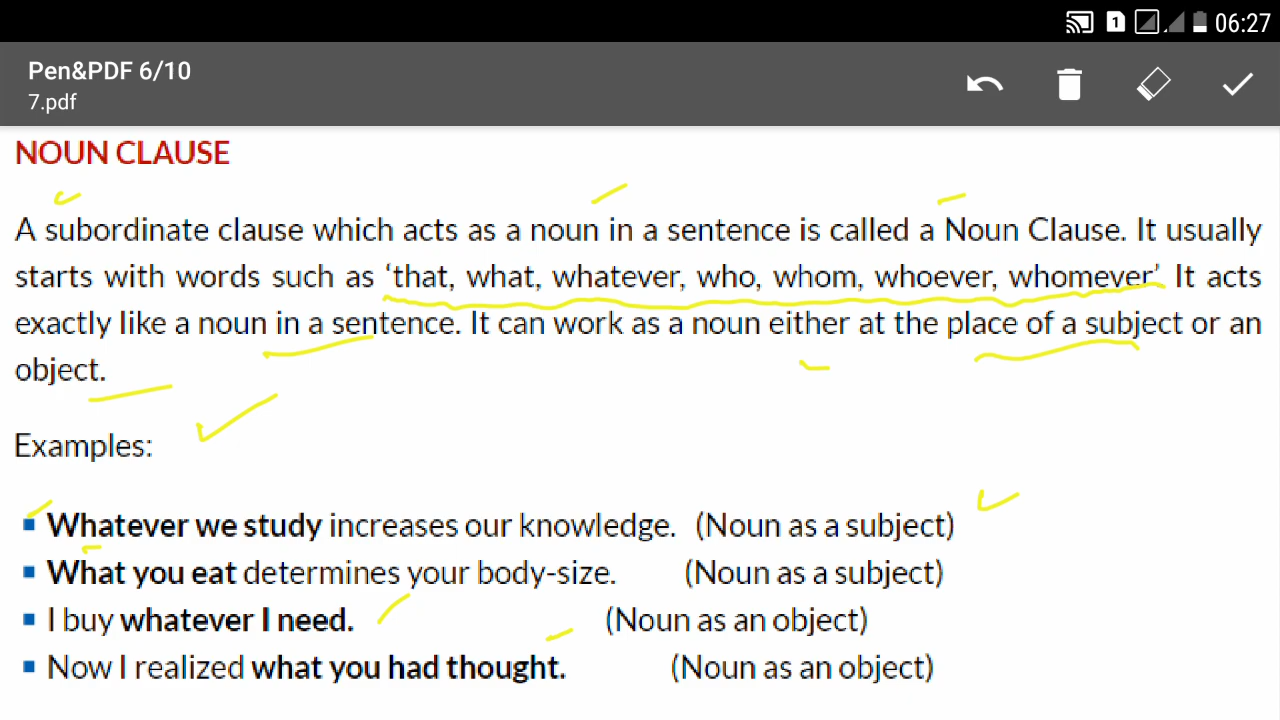 1 06:27
Pen&PDF 6/10
7.pdf
NOUN CLAUSE
A subordinate clause which acts as a noun in a sentence is called a Noun Clause. It usually
starts with words such as ‘that, what, whatever, who, whom, whoever, whomever’. It acts
exactly like a noun in a sentence. It can work as a noun either at the place of a subject or an
object.
Examples:
▪ Whatever we study increases our knowledge. (Noun as a subject)
▪ What you eat determines your body-size. (Noun as a subject)
▪ I buy whatever I need. (Noun as an object)
▪ Now I realized what you had thought. (Noun as an object)